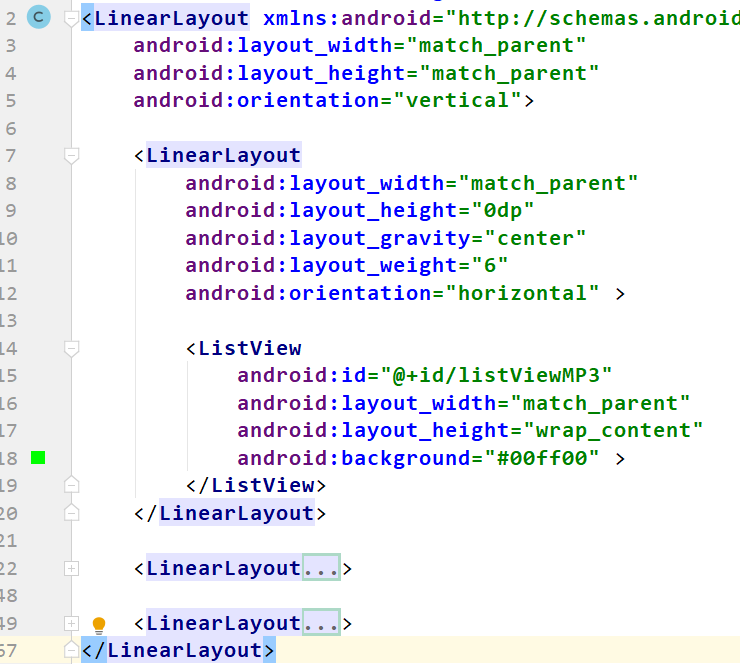 2 C <LinearLayout xmlns:android="http://schemas.android
3 android:layout_width="match_parent"
4 android:layout_height="match_parent"
5 android:orientation="vertical">
6
7 <LinearLayout
8 android:layout_width="match_parent"
9 android:layout_height="0dp"
10 android:layout_gravity="center"
11 android:layout_weight="6"
12 android:orientation="horizontal" >
13
14 <ListView
15 android:id="@+id/listViewMP3"
16 android:layout_width="match_parent"
17 android:layout_height="wrap_content"
18 android:background="#00ff00" >
19 </ListView>
20 </LinearLayout>
21
22 <LinearLayout...>
48
49 <LinearLayout...>
57 </LinearLayout>